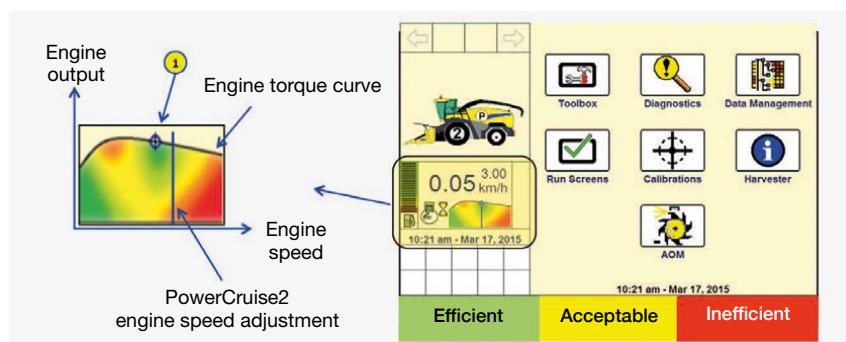 Engine
output
1
Engine torque curve
Engine
speed
PowerCruise2
engine speed adjustment
P
2
0.05 3.00
km/h
10:21 am - Mar 17, 2015
Toolbox
Diagnostics
Data Management
Run Screens
Calibrations
Harvester
AOM
10:21 am - Mar 17, 2015
Efficient
Acceptable
Inefficient